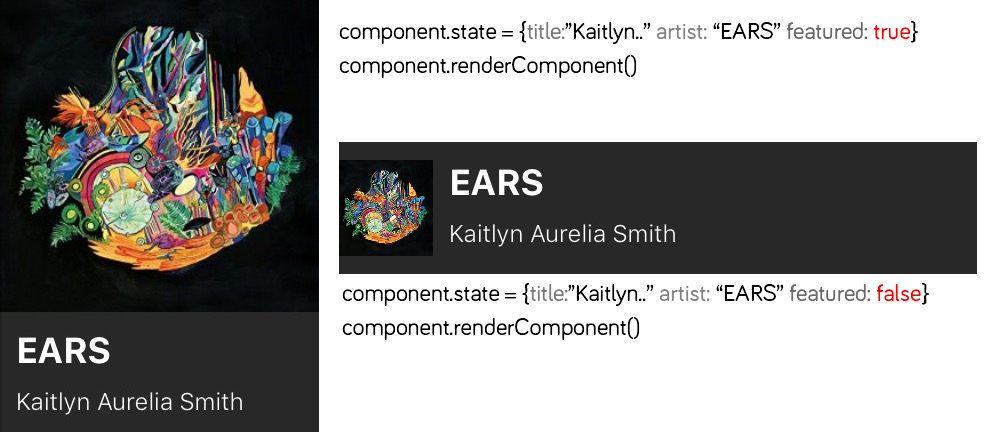 EARS
Kaitlyn Aurelia Smith
component.state = {title:”Kaitlyn..” artist: “EARS” featured: true}
component.renderComponent()
EARS
Kaitlyn Aurelia Smith
component.state = {title:”Kaitlyn..” artist: “EARS” featured: false}
component.renderComponent()